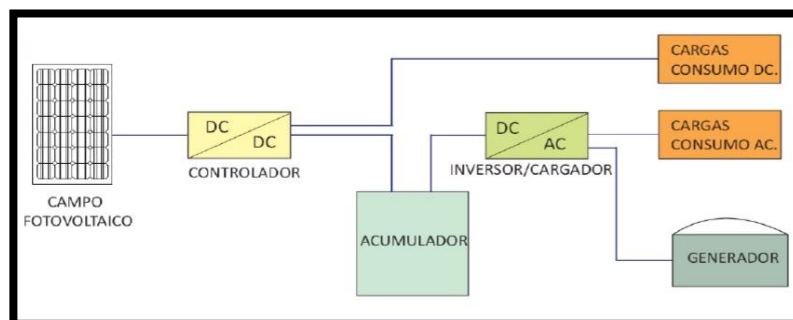 CARGAS
CONSUMO DC.
DC
DC
CONTROLADOR
DC
AC
INVERSOR/CARGADOR
CARGAS
CONSUMO AC.
CAMPO
FOTOVOLTAICO
ACUMULADOR
GENERADOR